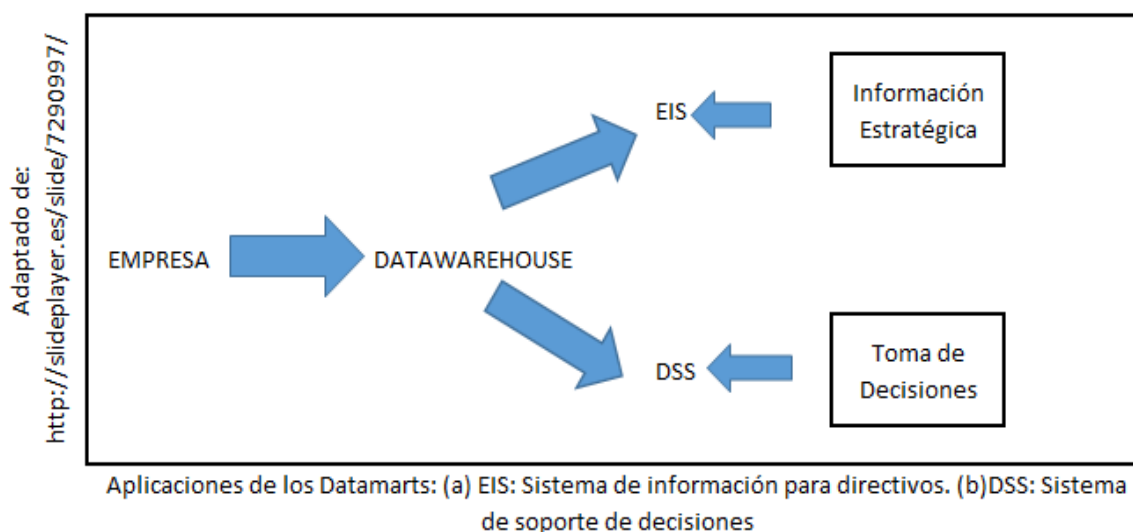 Adaptado de:
http://slideplayer.es/slide/7290997/
EMPRESA
DATAWAREHOUSE
EIS
Información
Estratégica
DSS
Toma de
Decisiones
Aplicaciones de los Datamarts: (a) EIS: Sistema de información para directivos. (b)DSS: Sistema
de soporte de decisiones